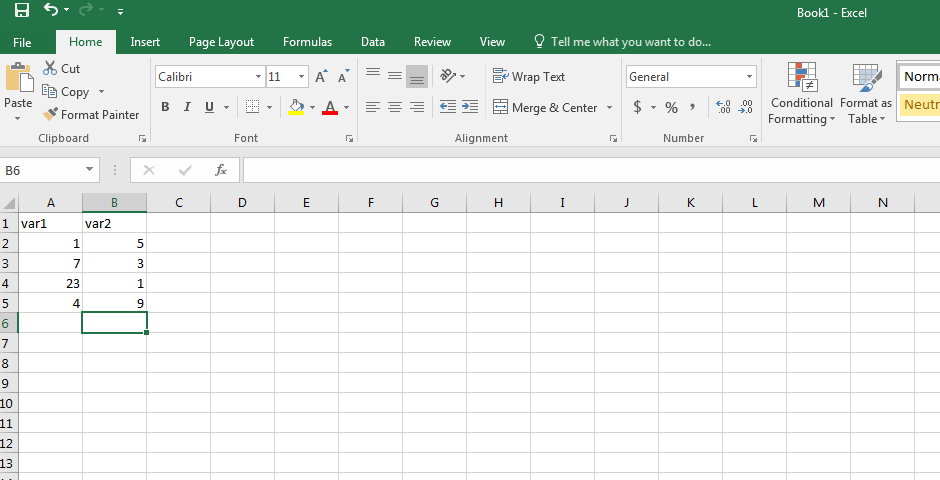 Book1 - Excel
File Home Insert Page Layout Formulas Data Review View Tell me what you want to do...
Cut
Copy
Paste
Format Painter
Clipboard
Calibri 11 A A
B I U A
Font
Wrap Text
Merge & Center
Alignment
General
$ % , .0 .00 .00 .0
Number
Conditional Formatting
Format as Table
Norma
Neutr
B6 fx
A B C D E F G H I J K L M N
1 var1 var2
2 1 5
3 7 3
4 23 1
5 4 9
6
7
8
9
10
11
12
13